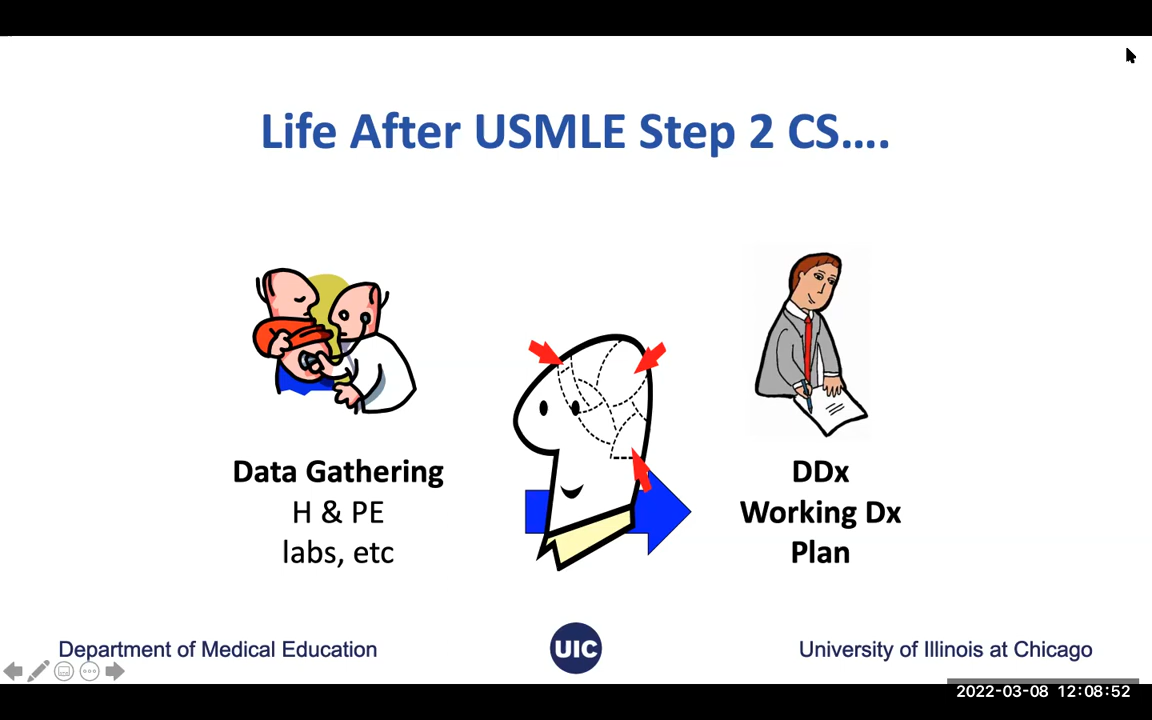 Life After USMLE Step 2 CS....
Data Gathering
H & PE
labs, etc
DDx
Working Dx
Plan
Department of Medical Education
UIC
University of Illinois at Chicago
2022-03-08 12:08:52